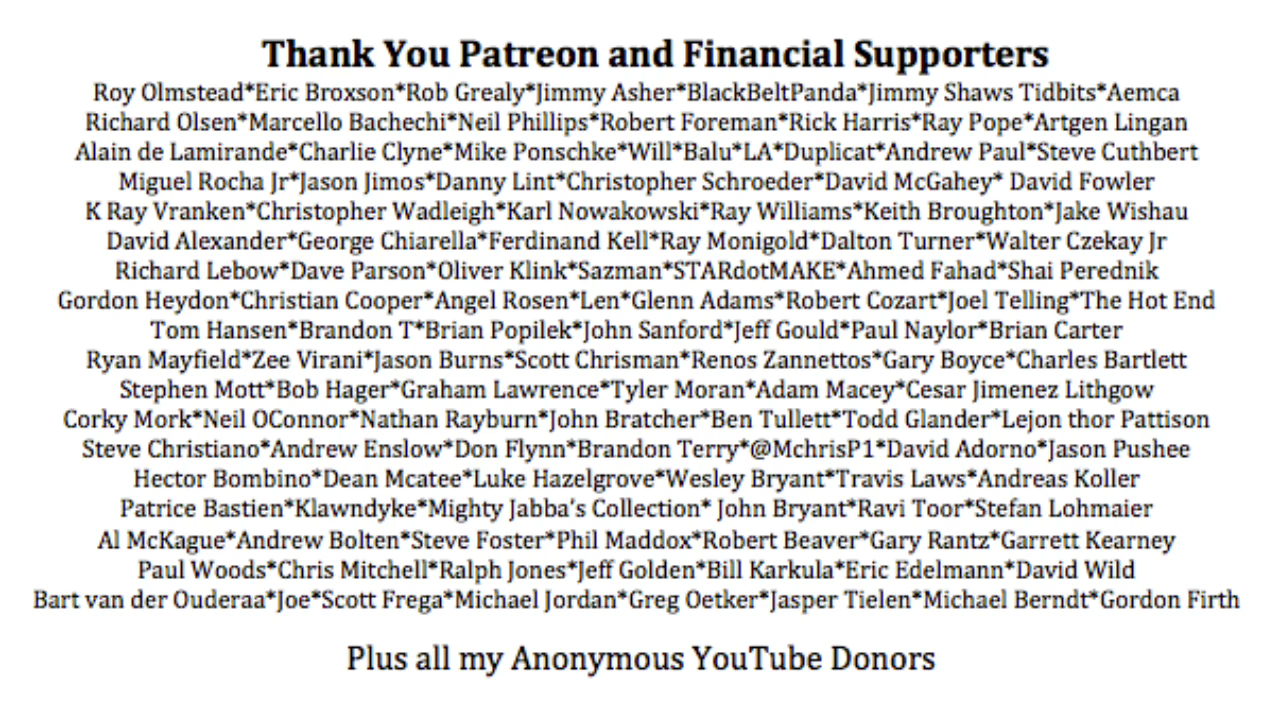 Thank You Patreon and Financial Supporters
Roy Olmstead*Eric Broxson*Rob Grealy*Jimmy Asher*BlackBeltPanda*Jimmy Shaws Tidbits*Aemca
Richard Olsen*Marcello Bachechi*Neil Phillips*Robert Foreman*Rick Harris*Ray Pope*Artgen Lingan
Alain de Lamirande*Charlie Clyne*Mike Ponschke*Will*Balu*LA*Duplicat*Andrew Paul*Steve Cuthbert
Miguel Rocha Jr*Jason Jimos*Danny Lint*Christopher Schroeder*David McGahey* David Fowler
K Ray Vranken*Christopher Wadleigh*Karl Nowakowski*Ray Williams*Keith Broughton*Jake Wishau
David Alexander*George Chiarella*Ferdinand Kell*Ray Monigold*Dalton Turner*Walter Czekay Jr
Richard Lebow*Dave Parson*Oliver Klink*Sazman*STARdotMAKE*Ahmed Fahad*Shai Perednik
Gordon Heydon*Christian Cooper*Angel Rosen*Len*Glenn Adams*Robert Cozart*Joel Telling*The Hot End
Tom Hansen*Brandon T*Brian Popilek*John Sanford*Jeff Gould*Paul Naylor*Brian Carter
Ryan Mayfield*Zee Virani*Jason Burns*Scott Chrisman*Renos Zannettos*Gary Boyce*Charles Bartlett
Stephen Mott*Bob Hager*Graham Lawrence*Tyler Moran*Adam Macey*Cesar Jimenez Lithgow
Corky Mork*Neil OConnor*Nathan Rayburn*John Bratcher*Ben Tullett*Todd Glander*Lejon thor Pattison
Steve Christiano*Andrew Enslow*Don Flynn*Brandon Terry*@MchrisP1*David Adorno*Jason Pushee
Hector Bombino*Dean Mcatee*Luke Hazelgrove*Wesley Bryant*Travis Laws*Andreas Koller
Patrice Bastien*Klawndyke*Mighty Jabba's Collection* John Bryant*Ravi Toor*Stefan Lohmaier
Al McKague*Andrew Bolten*Steve Foster*Phil Maddox*Robert Beaver*Gary Rantz*Garrett Kearney
Paul Woods*Chris Mitchell*Ralph Jones*Jeff Golden*Bill Karkula*Eric Edelmann*David Wild
Bart van der Ouderaa*Joe*Scott Frega*Michael Jordan*Greg Oetker*Jasper Tielen*Michael Berndt*Gordon Firth
Plus all my Anonymous YouTube Donors